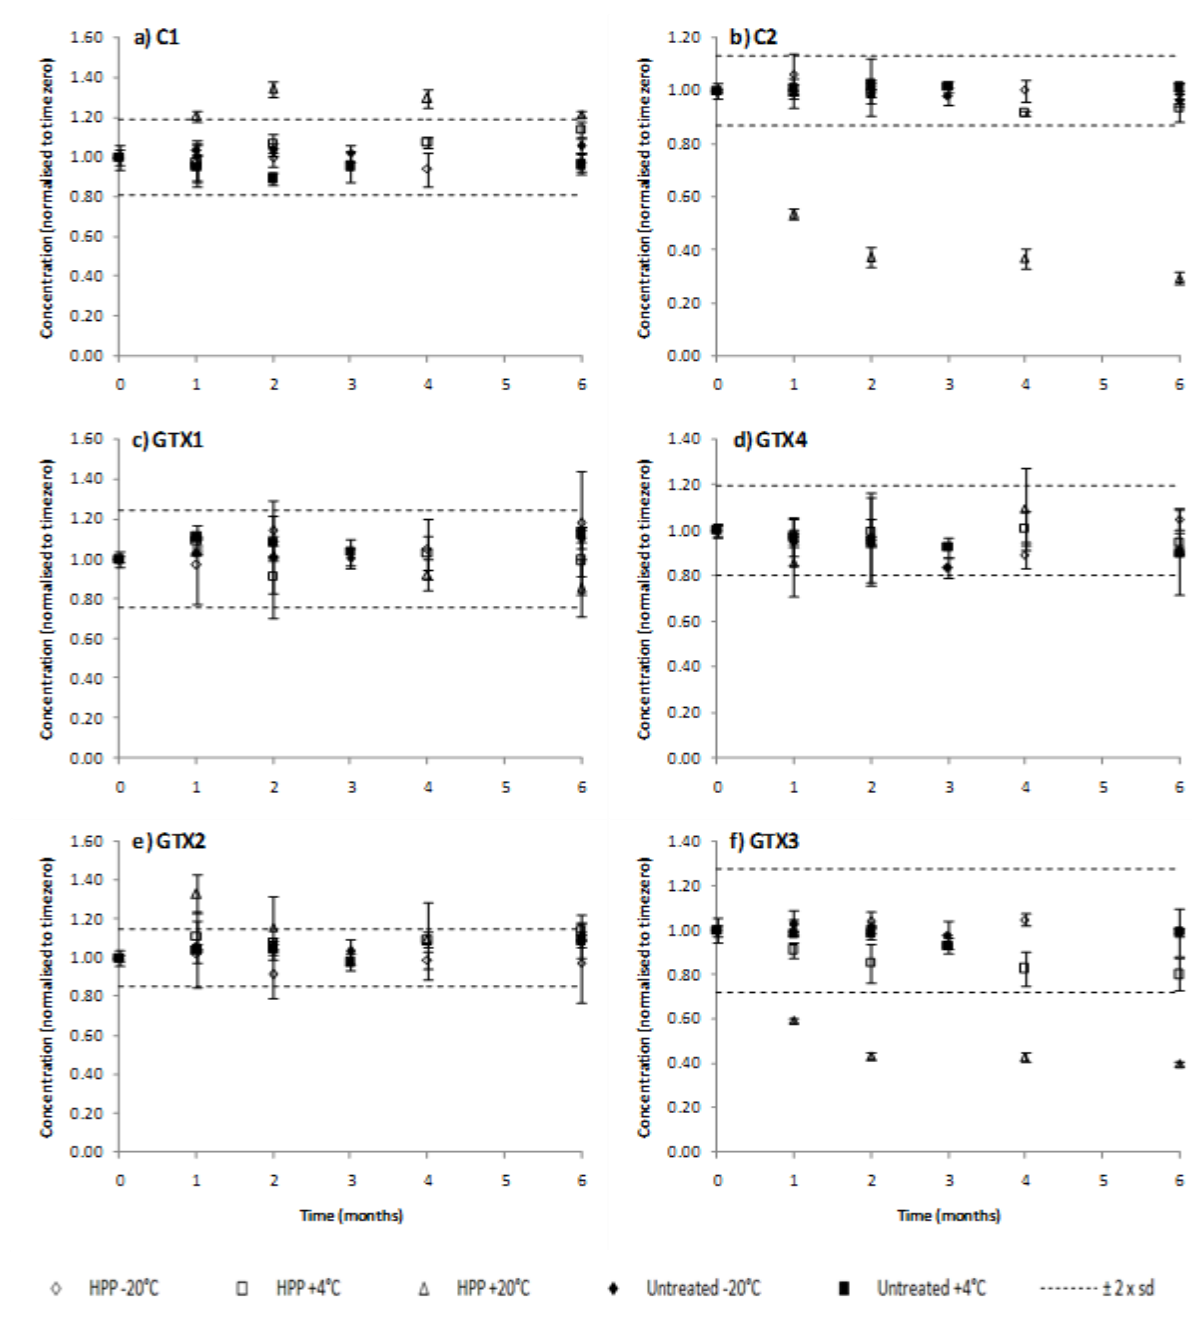 a) C1
Concentration (normalised to timezero)
1.60
1.40
1.20
1.00
0.80
0.60
0.40
0.20
0.00
0 1 2 3 4 5 6
b) C2
Concentration (normalised to timezero)
1.20
1.00
0.80
0.60
0.40
0.20
0.00
0 1 2 3 4 5 6
c) GTX1
Concentration (normalised to timezero)
1.60
1.40
1.20
1.00
0.80
0.60
0.40
0.20
0.00
0 1 2 3 4 5 6
d) GTX4
Concentration (normalised to timezero)
1.40
1.20
1.00
0.80
0.60
0.40
0.20
0.00
0 1 2 3 4 5 6
e) GTX2
Concentration (normalised to timezero)
1.60
1.40
1.20
1.00
0.80
0.60
0.40
0.20
0.00
0 1 2 3 4 5 6
Time (months)
f) GTX3
Concentration (normalised to timezero)
1.40
1.20
1.00
0.80
0.60
0.40
0.20
0.00
0 1 2 3 4 5 6
Time (months)
HPP -20°C HPP +4°C HPP +20°C Untreated -20°C Untreated +4°C ± 2 x sd